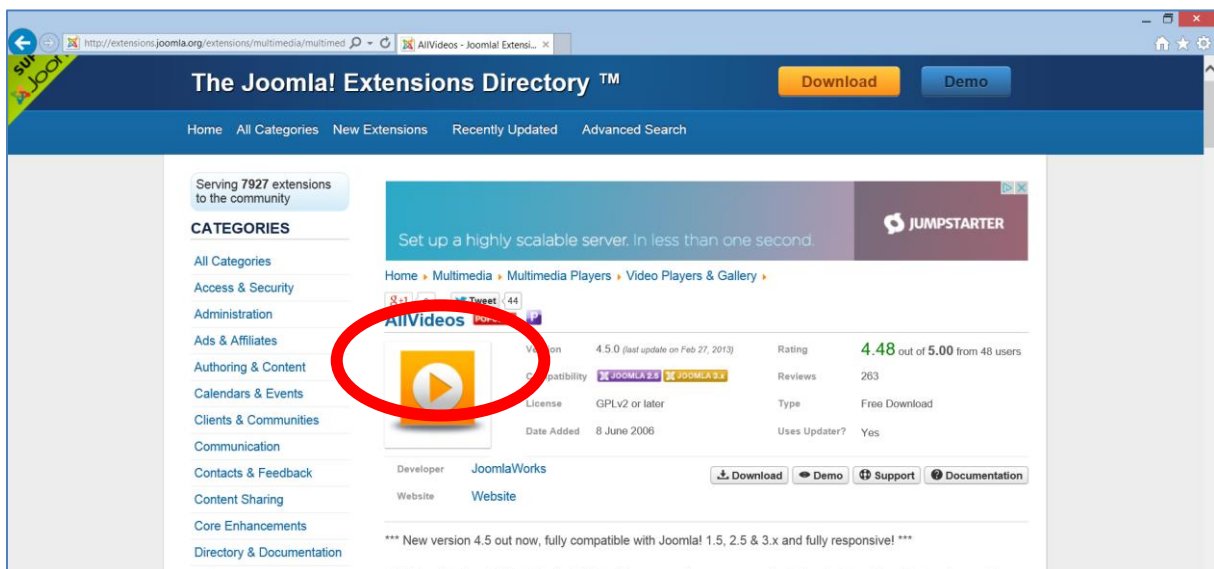 http://extensions.joomla.org/extensions/multimedia/multimed
AllVideos - Joomla! Extensi...
The Joomla! Extensions Directory ™
Download
Demo
Home All Categories New Extensions Recently Updated Advanced Search
Serving 7927 extensions
to the community
CATEGORIES
All Categories
Access & Security
Administration
Ads & Affiliates
Authoring & Content
Calendars & Events
Clients & Communities
Communication
Contacts & Feedback
Content Sharing
Core Enhancements
Directory & Documentation
Set up a highly scalable server. In less than one second.
JUMPSTARTER
Home Multimedia Multimedia Players Video Players & Gallery
Tweet 44
AllVideos P
4.5.0 (last update on Feb 27, 2013) Rating 4.48 out of 5.00 from 48 users
JOOMLA 2.5 JOOMLA 3.x Reviews 263
License GPLv2 or later Type Free Download
Date Added 8 June 2006 Uses Updater? Yes
Developer JoomlaWorks
Download Demo Support Documentation
Website Website
*** New version 4.5 out now, fully compatible with Joomla! 1.5, 2.5 & 3.x and fully responsive! ***